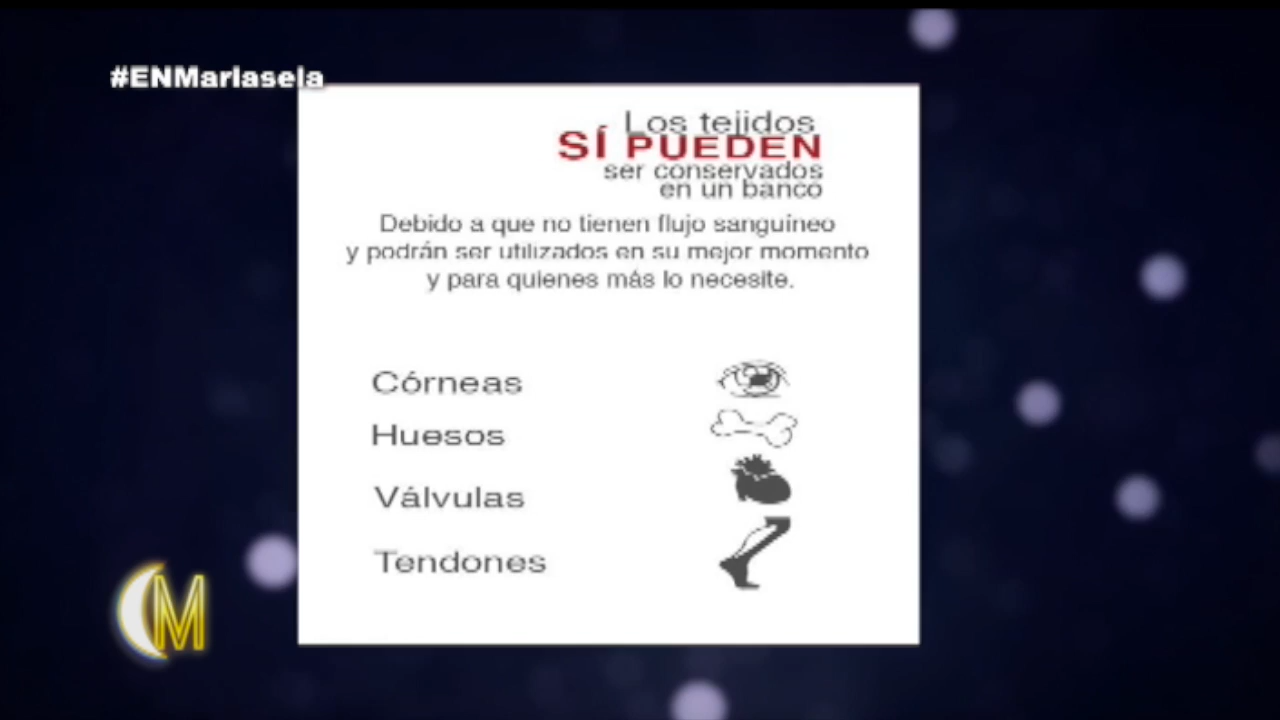 #ENMarIasela
Los tejidos
SÍ PUEDEN
ser conservados
en un banco
Debido a que no tienen flujo sanguíneo
y podrán ser utilizados en su mejor momento
y para quienes más lo necesite.
Córneas
Huesos
Válvulas
Tendones
M